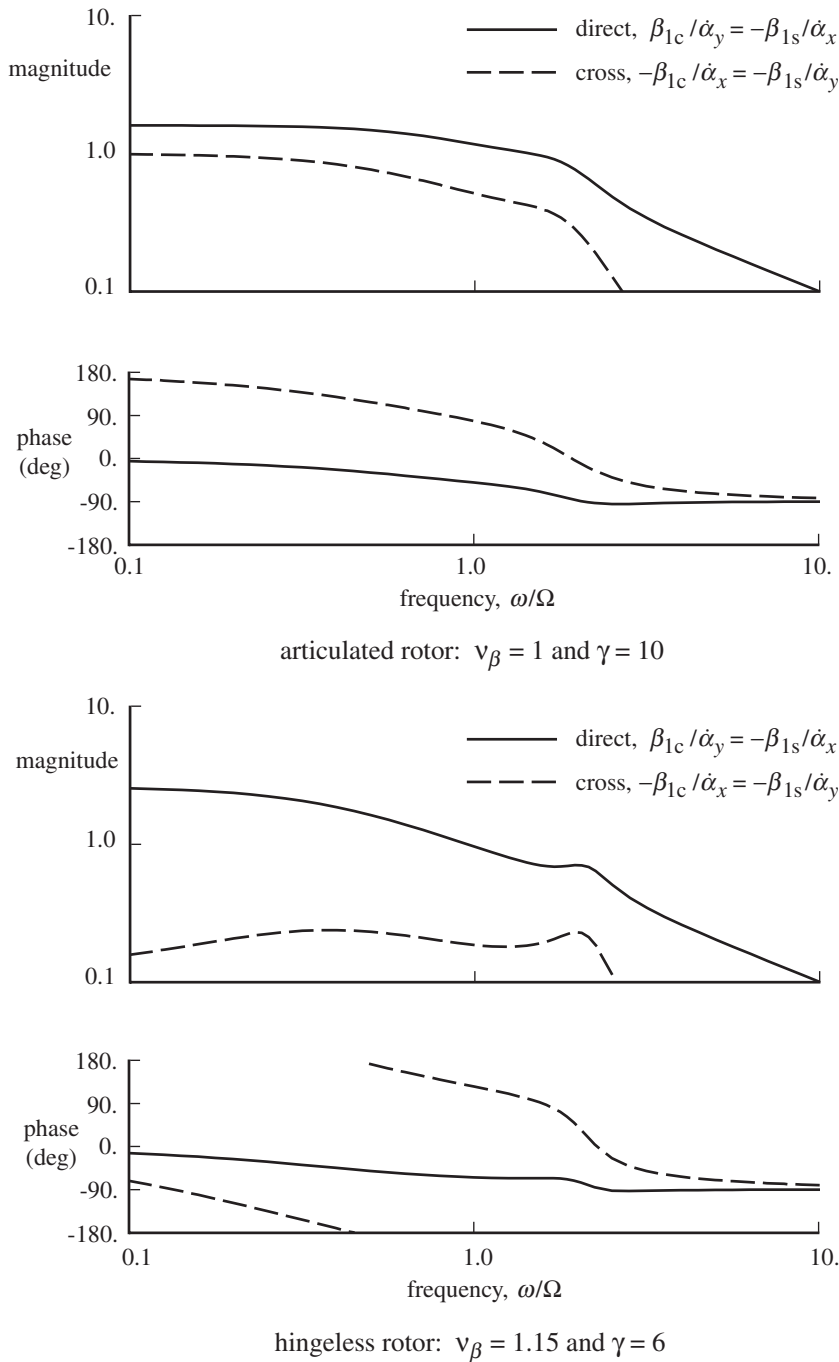 10.
magnitude
1.0
0.1
direct, β1c/α̇y = –β1s/α̇x
cross, –β1c/α̇x = –β1s/α̇y
180.
90.
phase
(deg)
0.
-90.
-180.
0.1 1.0 10.
frequency, ω/Ω
articulated rotor: νβ = 1 and γ = 10
10.
magnitude
1.0
0.1
direct, β1c/α̇y = –β1s/α̇x
cross, –β1c/α̇x = –β1s/α̇y
180.
90.
phase
(deg)
0.
-90.
-180.
0.1 1.0 10.
frequency, ω/Ω
hingeless rotor: νβ = 1.15 and γ = 6